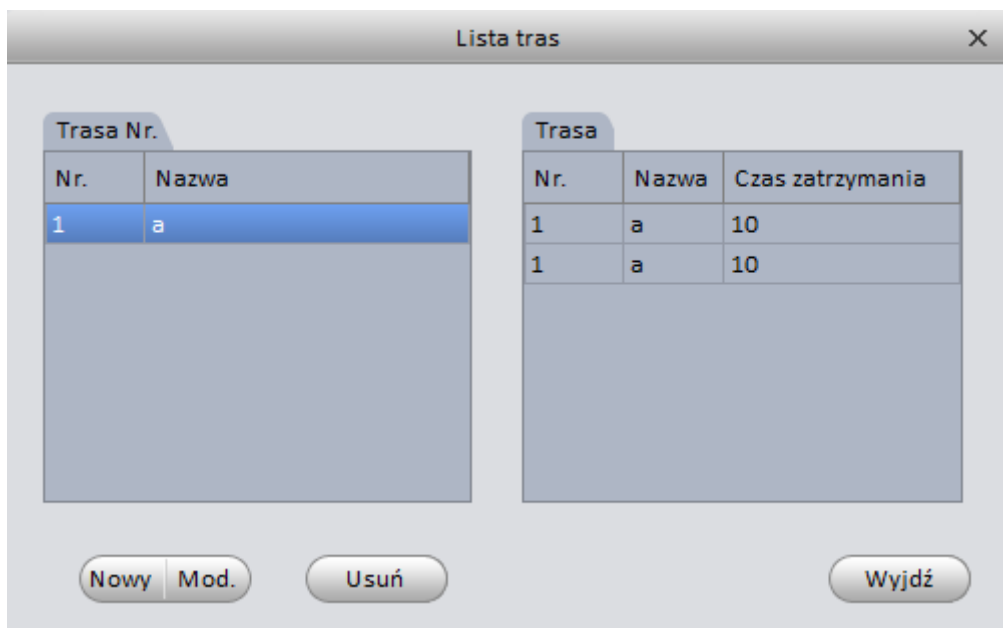 Lista tras
Trasa Nr.
Nr. Nazwa
1 a
Trasa
Nr. Nazwa Czas zatrzymania
1 a 10
1 a 10
Nowy Mod. Usuń Wyjdź